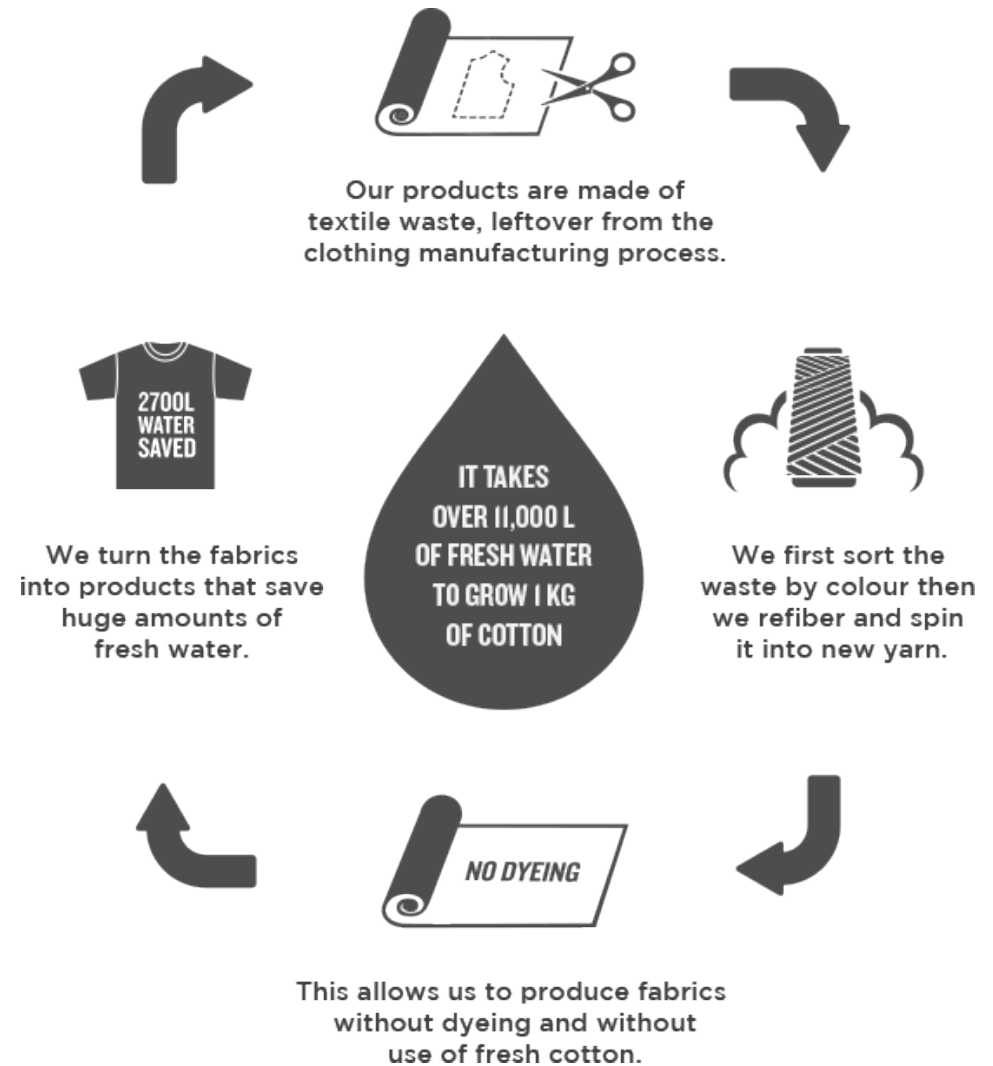 Our products are made of
textile waste, leftover from the
clothing manufacturing process.
2700L
WATER
SAVED
We turn the fabrics
into products that save
huge amounts of
fresh water.
IT TAKES
OVER 11,000 L
OF FRESH WATER
TO GROW 1 KG
OF COTTON
We first sort the
waste by colour then
we refiber and spin
it into new yarn.
NO DYEING
This allows us to produce fabrics
without dyeing and without
use of fresh cotton.